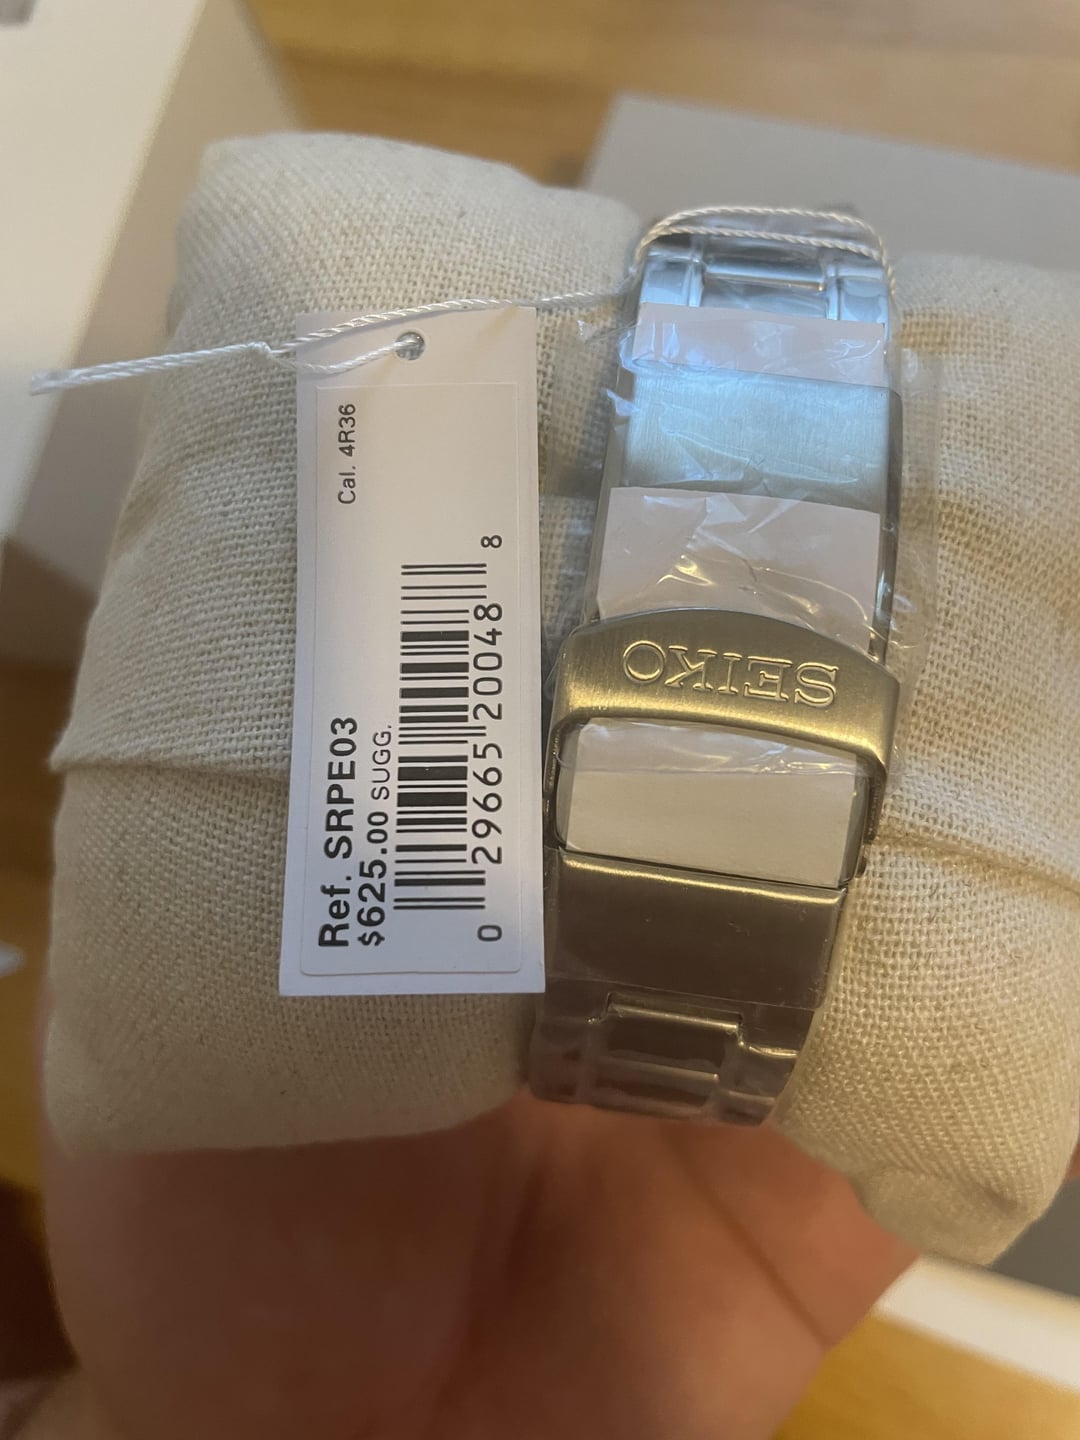 Cal. 4R36
Ref. SRPE03
$625.00 SUGG.
0 29665 20048 8
SEIKO